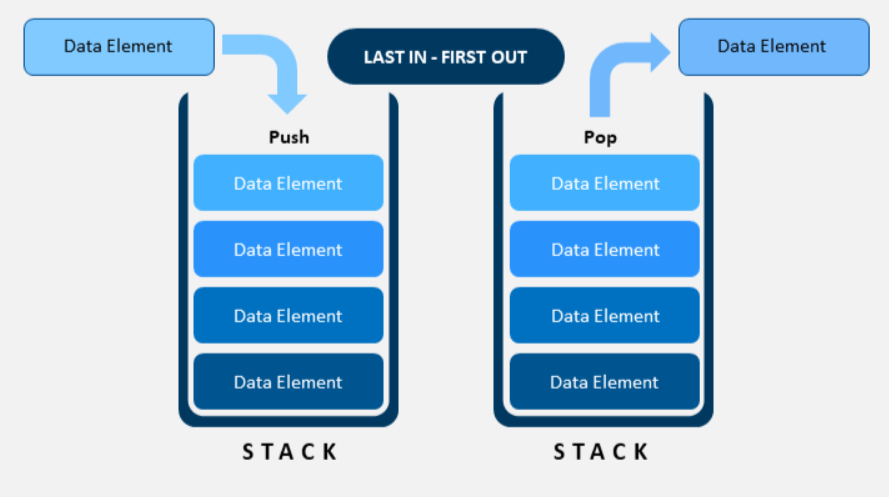 Data Element
LAST IN - FIRST OUT
Data Element
Push
Data Element
Data Element
Data Element
Data Element
STACK
Pop
Data Element
Data Element
Data Element
Data Element
STACK